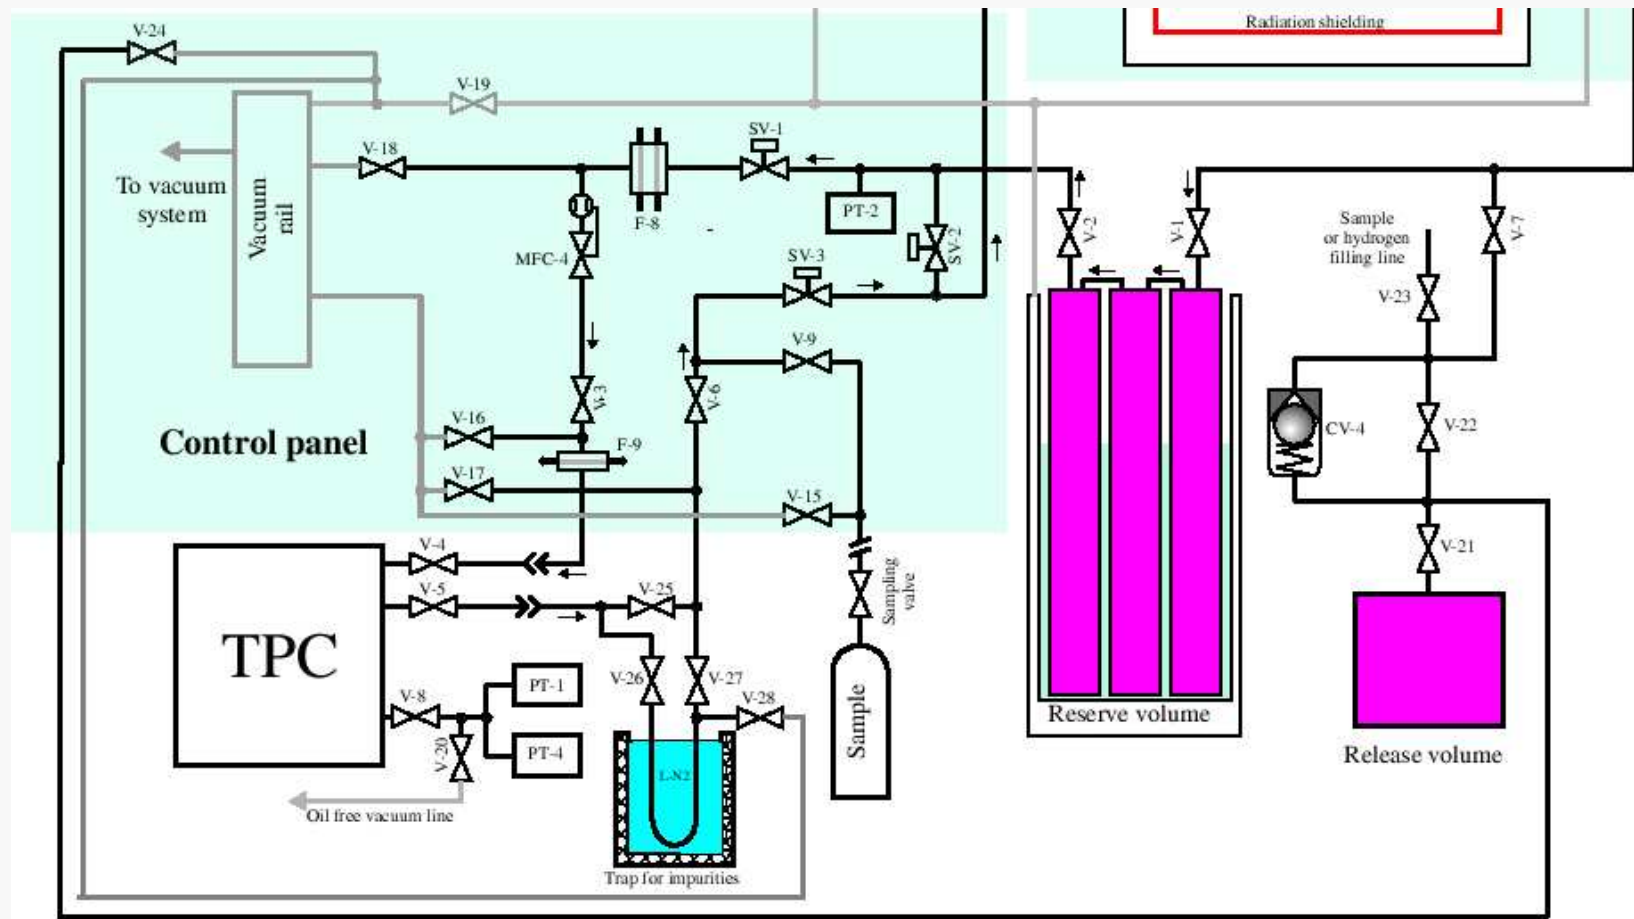 Radiation shielding
V-24
V-19
SV-1
V-18
To vacuum
system
Vacuum
rail
F-8
PT-2
V-2
V-1
V-7
Sample
or hydrogen
filling line
SV-2
SV-3
MFC-4
V-23
V-9
V-3
V-6
V-16
F-9
CV-4
V-22
Control panel
V-17
V-15
V-4
V-21
V-5
V-25
Sampling
valve
TPC
V-26
V-27
PT-1
V-8
V-28
Sample
Reserve volume
V-20
PT-4
Release volume
L-N2
Oil free vacuum line
Trap for impurities